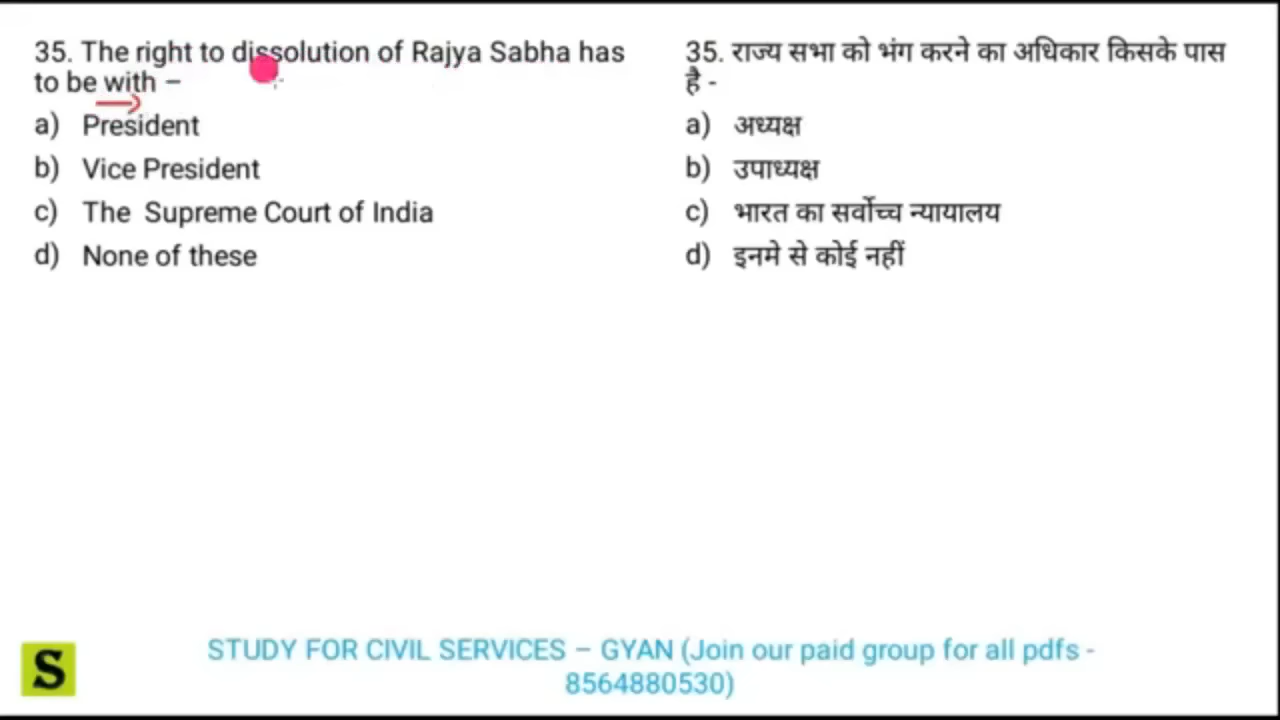 35. The right to dissolution of Rajya Sabha has
to be with –
a) President
b) Vice President
c) The Supreme Court of India
d) None of these
35. राज्य सभा को भंग करने का अधिकार किसके पास
है -
a) अध्यक्ष
b) उपाध्यक्ष
c) भारत का सर्वोच्च न्यायालय
d) इनमे से कोई नहीं
S
STUDY FOR CIVIL SERVICES – GYAN (Join our paid group for all pdfs -
8564880530)